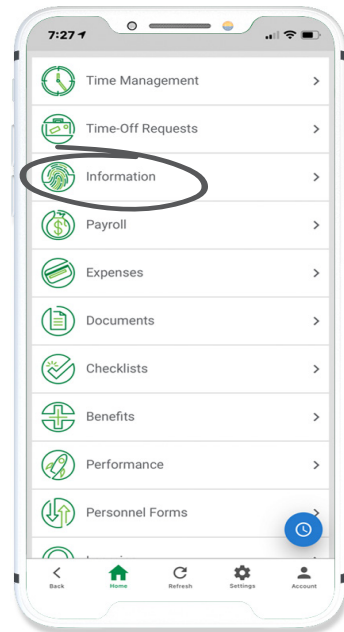 7:27
Time Management
Time-Off Requests
Information
Payroll
Expenses
Documents
Checklists
Benefits
Performance
Personnel Forms
Back Home Refresh Settings Account